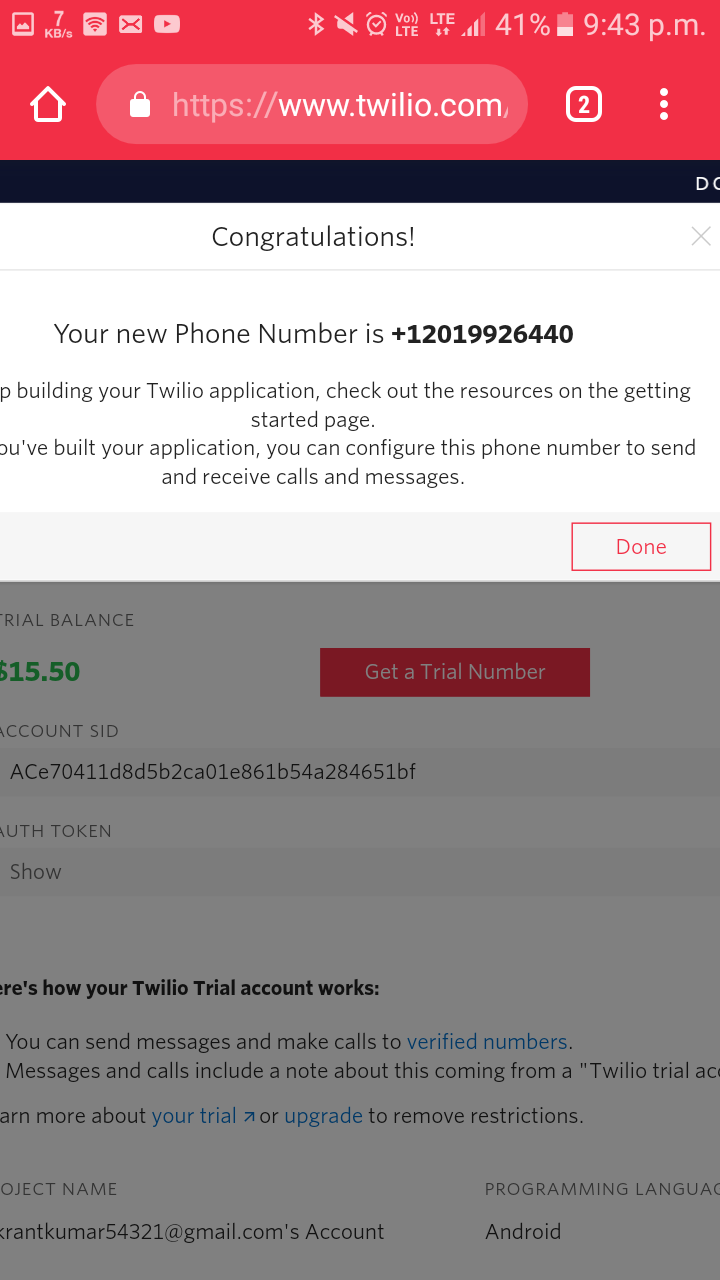 7
KB/s
Vo))
LTE
LTE
41%
9:43 p.m.
https://www.twilio.com/
2
DO
Congratulations!
Your new Phone Number is +12019926440
p building your Twilio application, check out the resources on the getting
started page.
ou've built your application, you can configure this phone number to send
and receive calls and messages.
Done
TRIAL BALANCE
$15.50
Get a Trial Number
ACCOUNT SID
ACe70411d8d5b2ca01e861b54a284651bf
AUTH TOKEN
Show
ere's how your Twilio Trial account works:
You can send messages and make calls to verified numbers.
Messages and calls include a note about this coming from a "Twilio trial acc
arn more about your trial ↗ or upgrade to remove restrictions.
OJECT NAME
PROGRAMMING LANGUAG
krantkumar54321@gmail.com's Account
Android